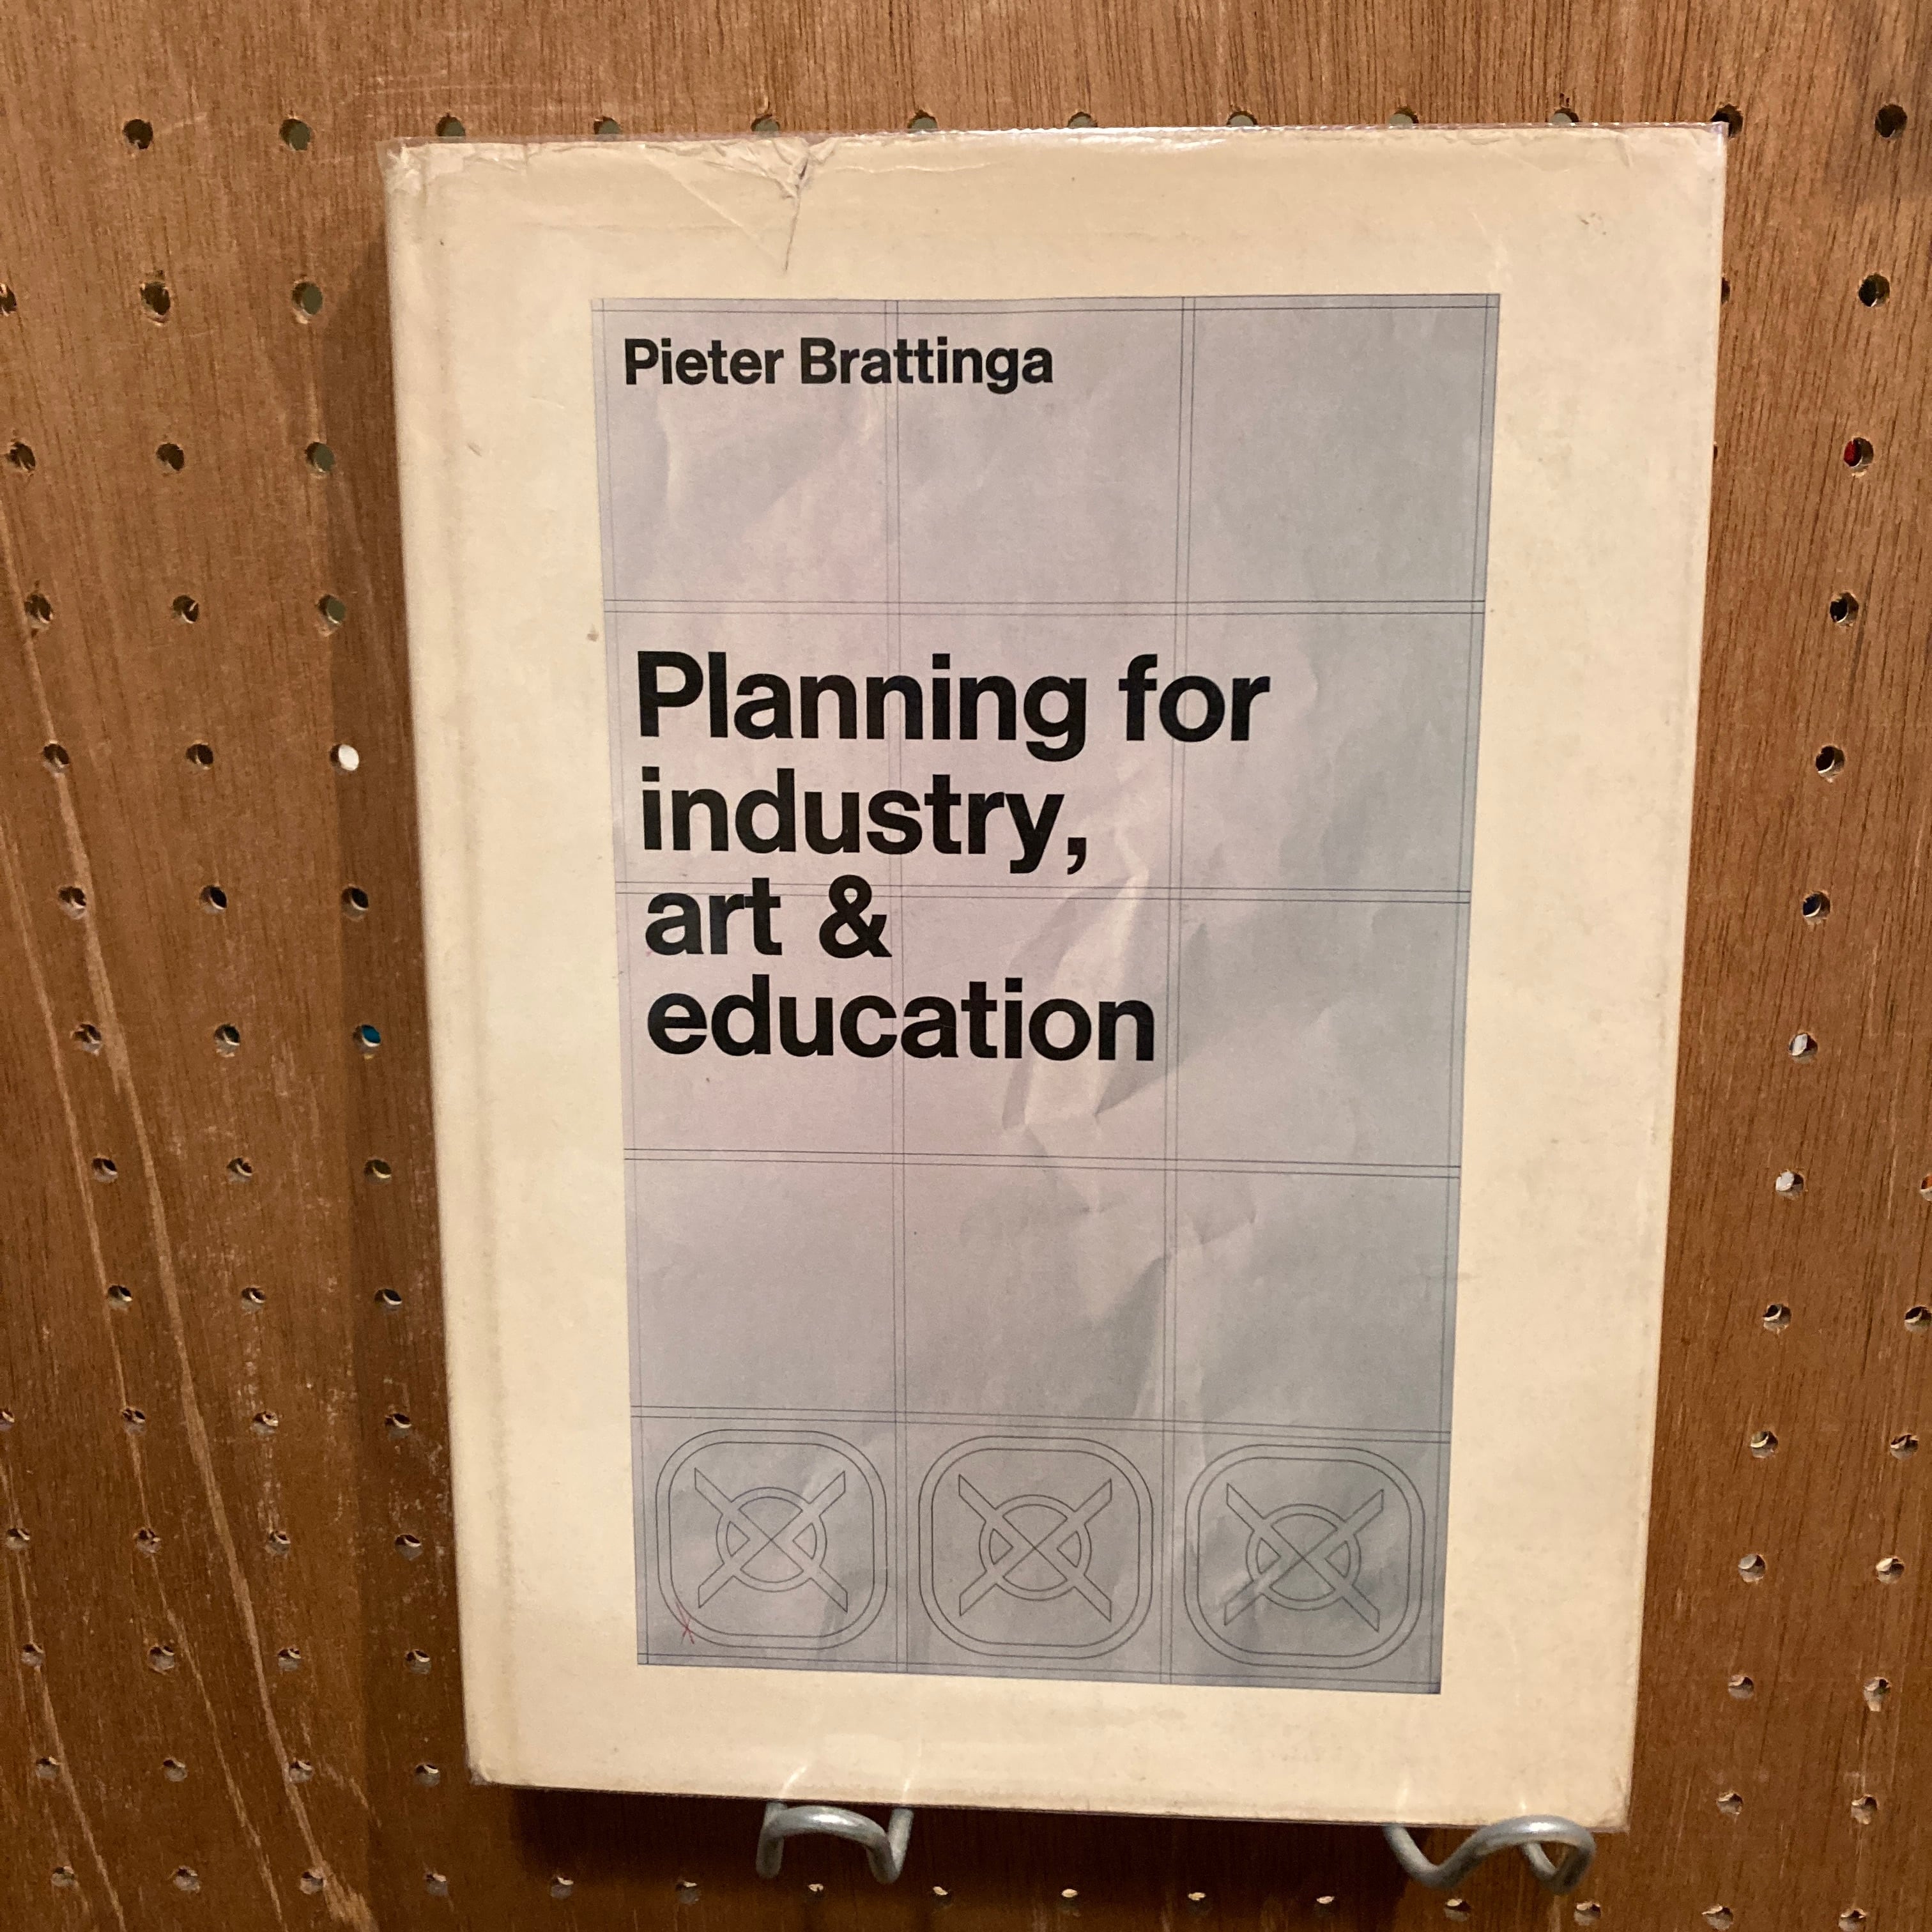 Pieter Brattinga
Planning for
industry,
art &
education